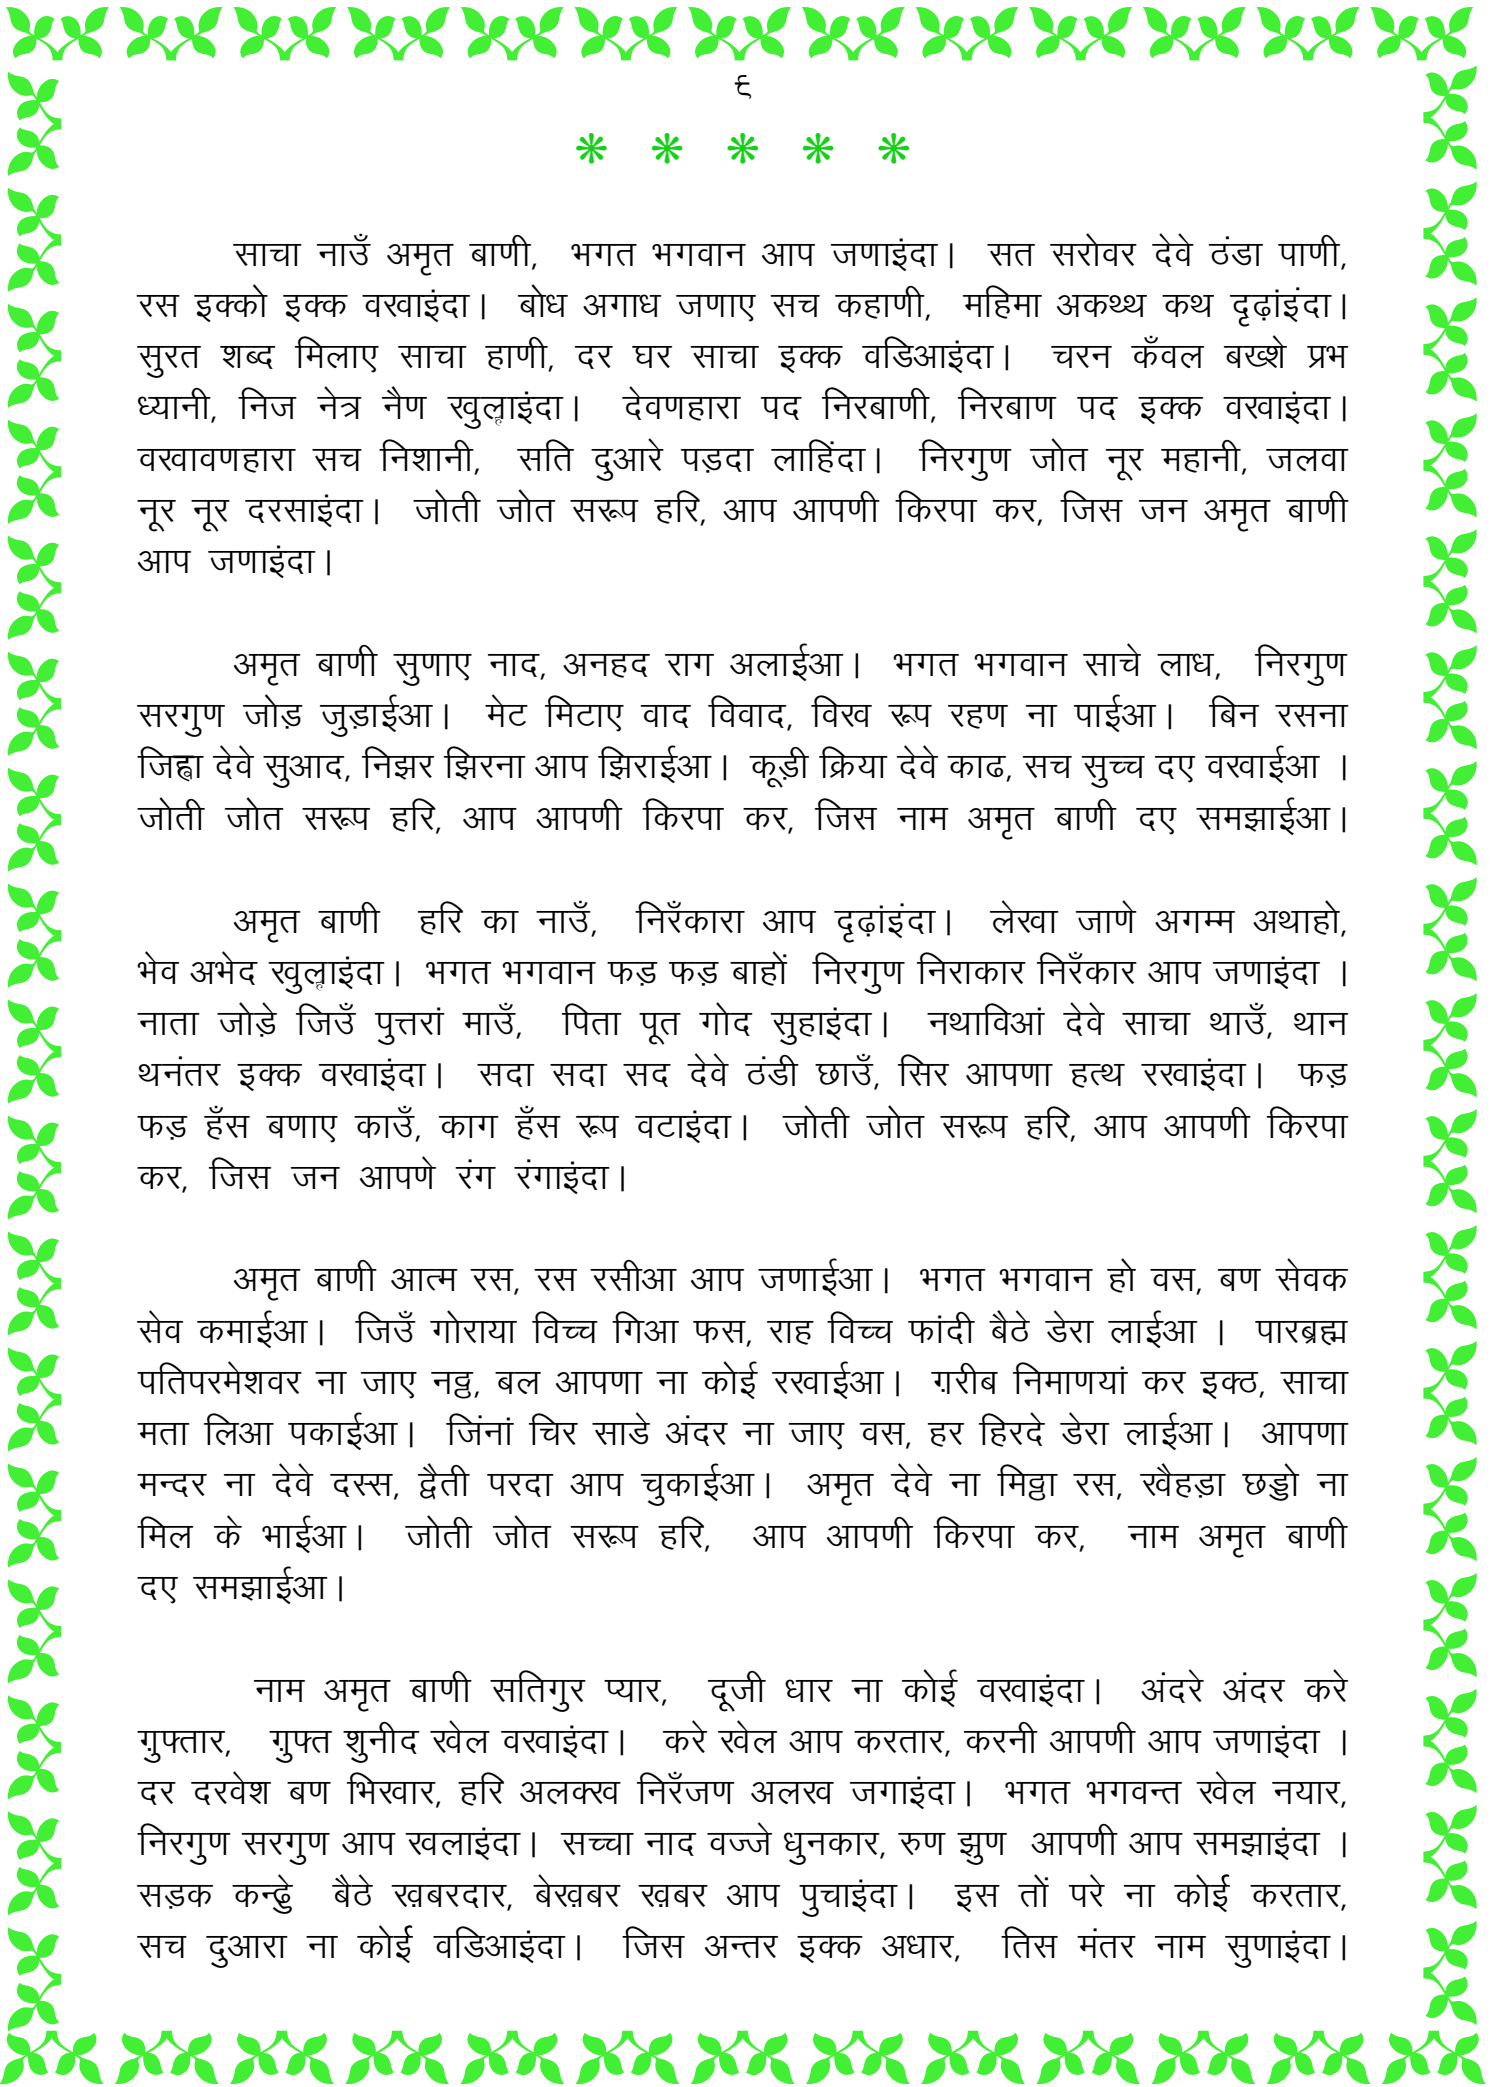 ९
साचा नाउँ अमृत बाणी, भगत भगवान आप जणाइंदा। सत सरोवर देवे ठंडा पाणी,
रस इक्को इक्क वखाइंदा। बोध अगाध जणाए सच कहाणी, महिमा अकथ्थ कथ दृढ़ांइंदा।
सुरत शब्द मिलाए साचा हाणी, दर घर साचा इक्क वडिआइंदा। चरन कँवल बख्शे प्रभ
ध्यानी, निज नेत्र नैण खुल्हाइंदा। देवणहारा पद निरबाणी, निरबाण पद इक्क वखाइंदा।
वखावणहारा सच निशानी, सति दुआरे पड़दा लाहिंदा। निरगुण जोत नूर महानी, जलवा
नूर नूर दरसाइंदा। जोती जोत सरूप हरि, आप आपणी किरपा कर, जिस जन अमृत बाणी
आप जणाइंदा।
अमृत बाणी सुणाए नाद, अनहद राग अलाईआ। भगत भगवान साचे लाध, निरगुण
सरगुण जोड़ जुड़ाईआ। मेट मिटाए वाद विवाद, विख रूप रहण ना पाईआ। बिन रसना
जिह्वा देवे सुआद, निझर झिरना आप झिराईआ। कूड़ी क्रिया देवे काढ, सच सुच्च दए वखाईआ ।
जोती जोत सरूप हरि, आप आपणी किरपा कर, जिस नाम अमृत बाणी दए समझाईआ।
अमृत बाणी हरि का नाउँ, निरँकारा आप दृढ़ांइंदा। लेखा जाणे अगम्म अथाहो,
भेव अभेद खुल्हाइंदा। भगत भगवान फड़ फड़ बाहों निरगुण निराकार निरँकार आप जणाइंदा ।
नाता जोड़े जिउँ पुत्तरां माउँ, पिता पूत गोद सुहाइंदा। नथाविआं देवे साचा थाउँ, थान
थनंतर इक्क वखाइंदा। सदा सदा सद देवे ठंडी छाउँ, सिर आपणा हत्थ रखाइंदा। फड़
फड़ हँस बणाए काउँ, काग हँस रूप वटाइंदा। जोती जोत सरूप हरि, आप आपणी किरपा
कर, जिस जन आपणे रंग रंगाइंदा।
अमृत बाणी आत्म रस, रस रसीआ आप जणाईआ। भगत भगवान हो वस, बण सेवक
सेव कमाईआ। जिउँ गोराया विच्च गिआ फस, राह विच्च फांदी बैठे डेरा लाईआ । पारब्रह्म
पतिपरमेशवर ना जाए नठ्ठ, बल आपणा ना कोई रखाईआ। ग़रीब निमाणयां कर इक्ठ, साचा
मता लिआ पकाईआ। जिंनां चिर साडे अंदर ना जाए वस, हर हिरदे डेरा लाईआ। आपणा
मन्दर ना देवे दस्स, द्वैती परदा आप चुकाईआ। अमृत देवे ना मिठ्ठा रस, खैहड़ा छड्डो ना
मिल के भाईआ। जोती जोत सरूप हरि, आप आपणी किरपा कर, नाम अमृत बाणी
दए समझाईआ।
नाम अमृत बाणी सतिगुर प्यार, दूजी धार ना कोई वखाइंदा। अंदरे अंदर करे
गुफ़्तार, गुफ़्त शुनीद खेल वखाइंदा। करे खेल आप करतार, करनी आपणी आप जणाइंदा ।
दर दरवेश बण भिखार, हरि अलक्ख निरँजण अलख जगाइंदा। भगत भगवन्त खेल नयार,
निरगुण सरगुण आप खलाइंदा। सच्चा नाद वज्जे धुनकार, रुण झुण आपणी आप समझाइंदा ।
सड़क कन्ढ्ढे बैठे ख़बरदार, बेख़बर ख़बर आप पुचाइंदा। इस तों परे ना कोई करतार,
सच दुआरा ना कोई वडिआइंदा। जिस अन्तर इक्क अधार, तिस मंतर नाम सुणाइंदा।